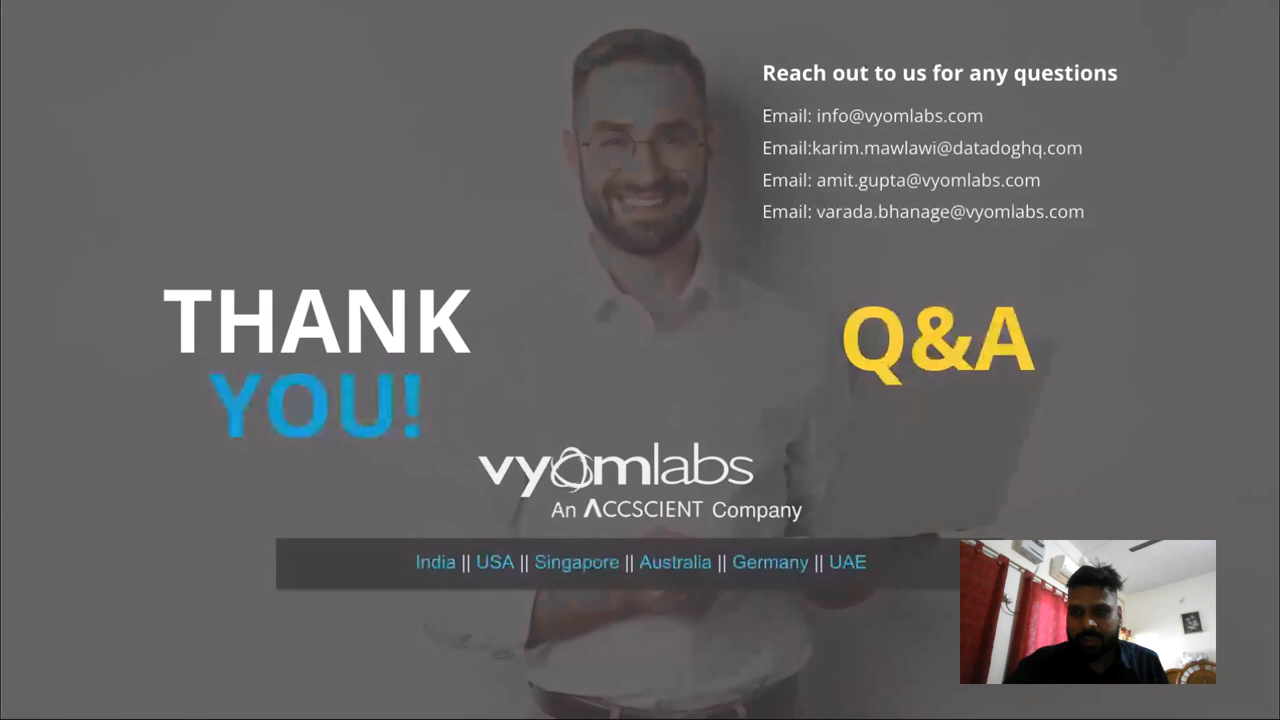 Reach out to us for any questions
Email: info@vyomlabs.com
Email:karim.mawlawi@datadoghq.com
Email: amit.gupta@vyomlabs.com
Email: varada.bhanage@vyomlabs.com
THANK
YOU!
Q&A
vyomlabs
An ACCSCIENT Company
India || USA || Singapore || Australia || Germany || UAE